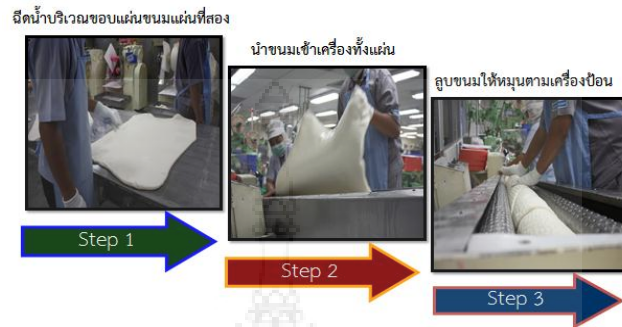 ฉีดน้ำบริเวณขอบแผ่นขนมแผ่นที่สอง
นำขนมเข้าเครื่องทั้งแผ่น
ลูบขนมให้หมุนตามเครื่องป้อน
Step 1
Step 2
Step 3